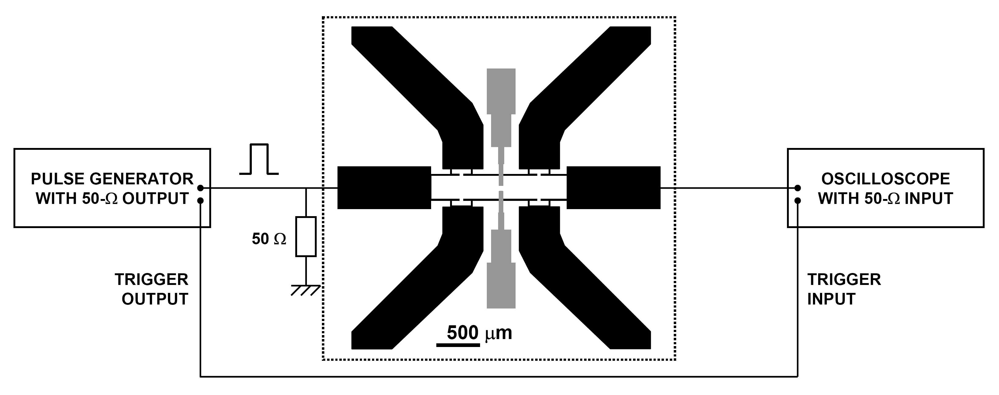 PULSE GENERATOR
WITH 50-Ω OUTPUT
OSCILLOSCOPE
WITH 50-Ω INPUT
50 Ω
TRIGGER
OUTPUT
TRIGGER
INPUT
500 μm